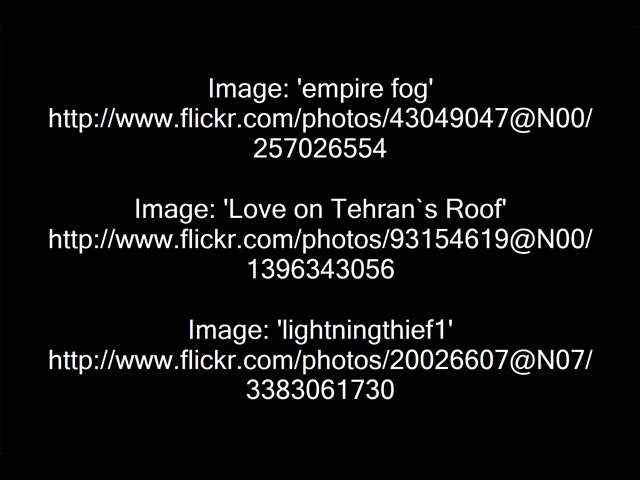 Image: 'empire fog'
http://www.flickr.com/photos/43049047@N00/
257026554
Image: 'Love on Tehran`s Roof'
http://www.flickr.com/photos/93154619@N00/
1396343056
Image: 'lightningthief1'
http://www.flickr.com/photos/20026607@N07/
3383061730